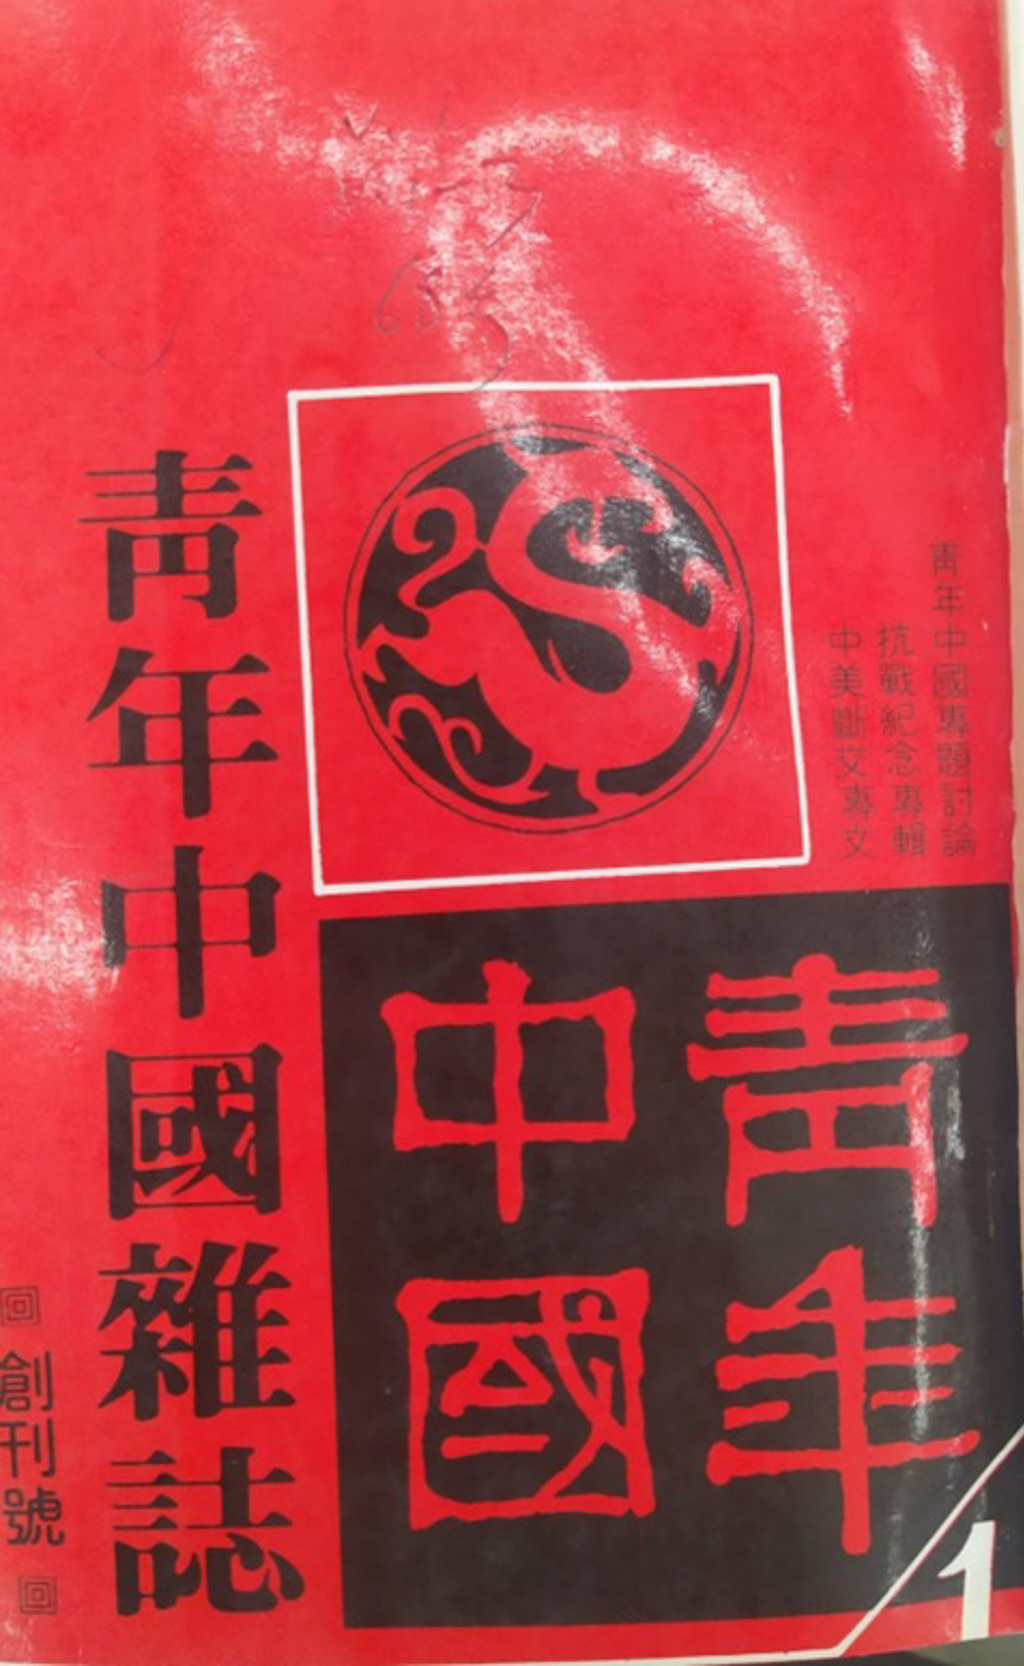 青年中國專題討論
抗戰紀念專輯
中美斷交專文
青年
中國
青年中國雜誌
回 創刊號 回
1